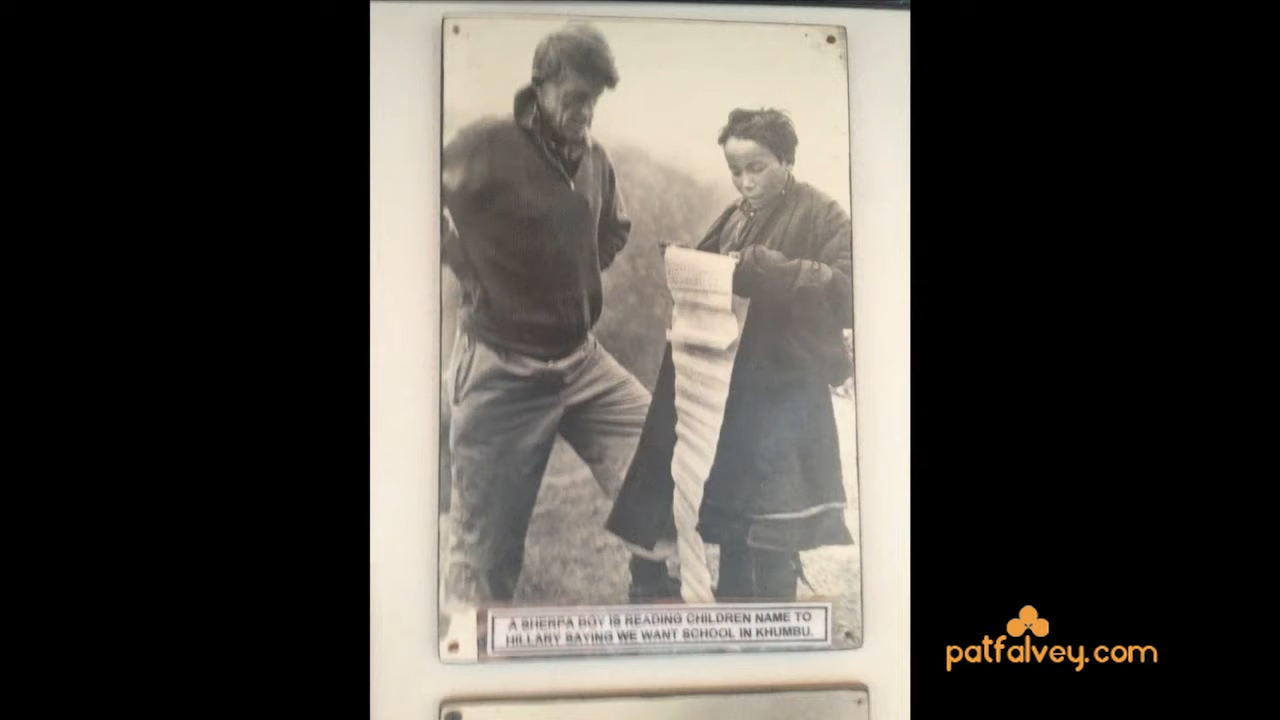 A SHERPA BOY IS READING CHILDREN NAME TO
HILLARY SAYING WE WANT SCHOOL IN KHUMBU.
patfalvey.com